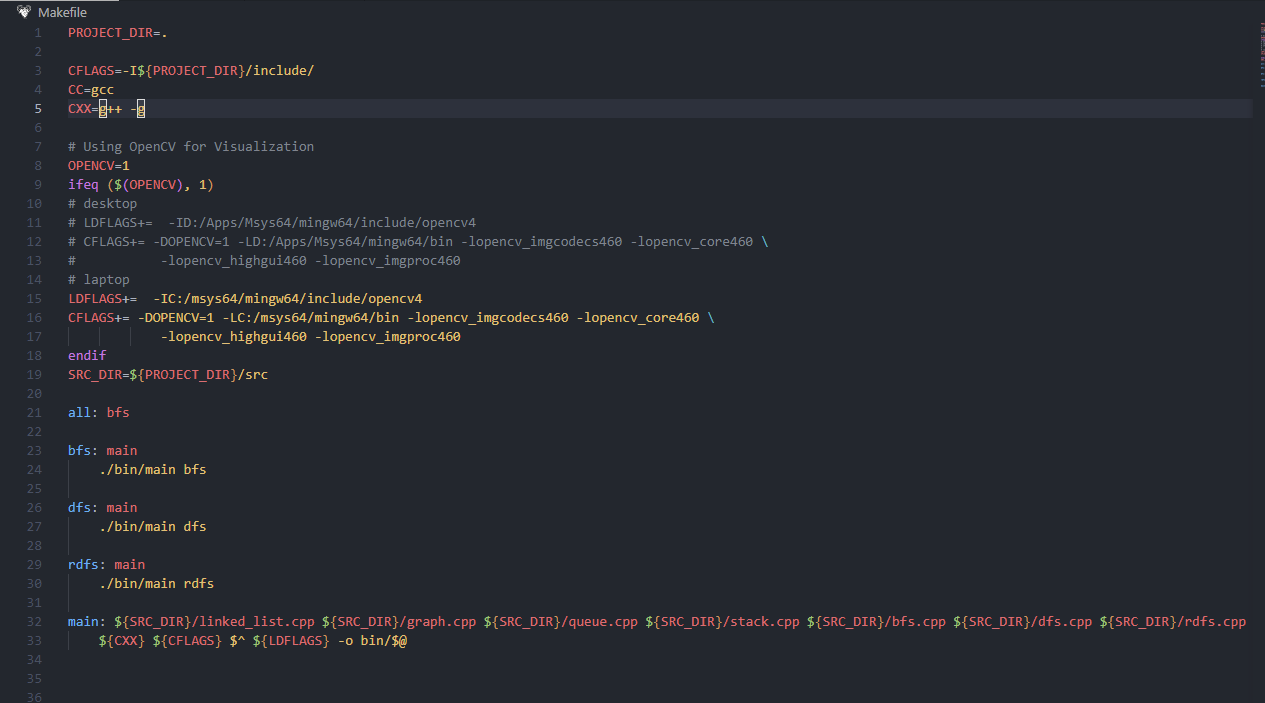 Makefile
1 PROJECT_DIR=.
2
3 CFLAGS=-I${PROJECT_DIR}/include/
4 CC=gcc
5 CXX=g++ -g
6
7 # Using OpenCV for Visualization
8 OPENCV=1
9 ifeq ($(OPENCV), 1)
10 # desktop
11 # LDFLAGS+=  -ID:/Apps/Msys64/mingw64/include/opencv4
12 # CFLAGS+= -DOPENCV=1 -LD:/Apps/Msys64/mingw64/bin -lopencv_imgcodecs460 -lopencv_core460 \
13 #           -lopencv_highgui460 -lopencv_imgproc460
14 # laptop
15 LDFLAGS+=  -IC:/msys64/mingw64/include/opencv4
16 CFLAGS+= -DOPENCV=1 -LC:/msys64/mingw64/bin -lopencv_imgcodecs460 -lopencv_core460 \
17             -lopencv_highgui460 -lopencv_imgproc460
18 endif
19 SRC_DIR=${PROJECT_DIR}/src
20
21 all: bfs
22
23 bfs: main
24     ./bin/main bfs
25
26 dfs: main
27     ./bin/main dfs
28
29 rdfs: main
30     ./bin/main rdfs
31
32 main: ${SRC_DIR}/linked_list.cpp ${SRC_DIR}/graph.cpp ${SRC_DIR}/queue.cpp ${SRC_DIR}/stack.cpp ${SRC_DIR}/bfs.cpp ${SRC_DIR}/dfs.cpp ${SRC_DIR}/rdfs.cpp
33     ${CXX} ${CFLAGS} $^ ${LDFLAGS} -o bin/$@
34
35
36